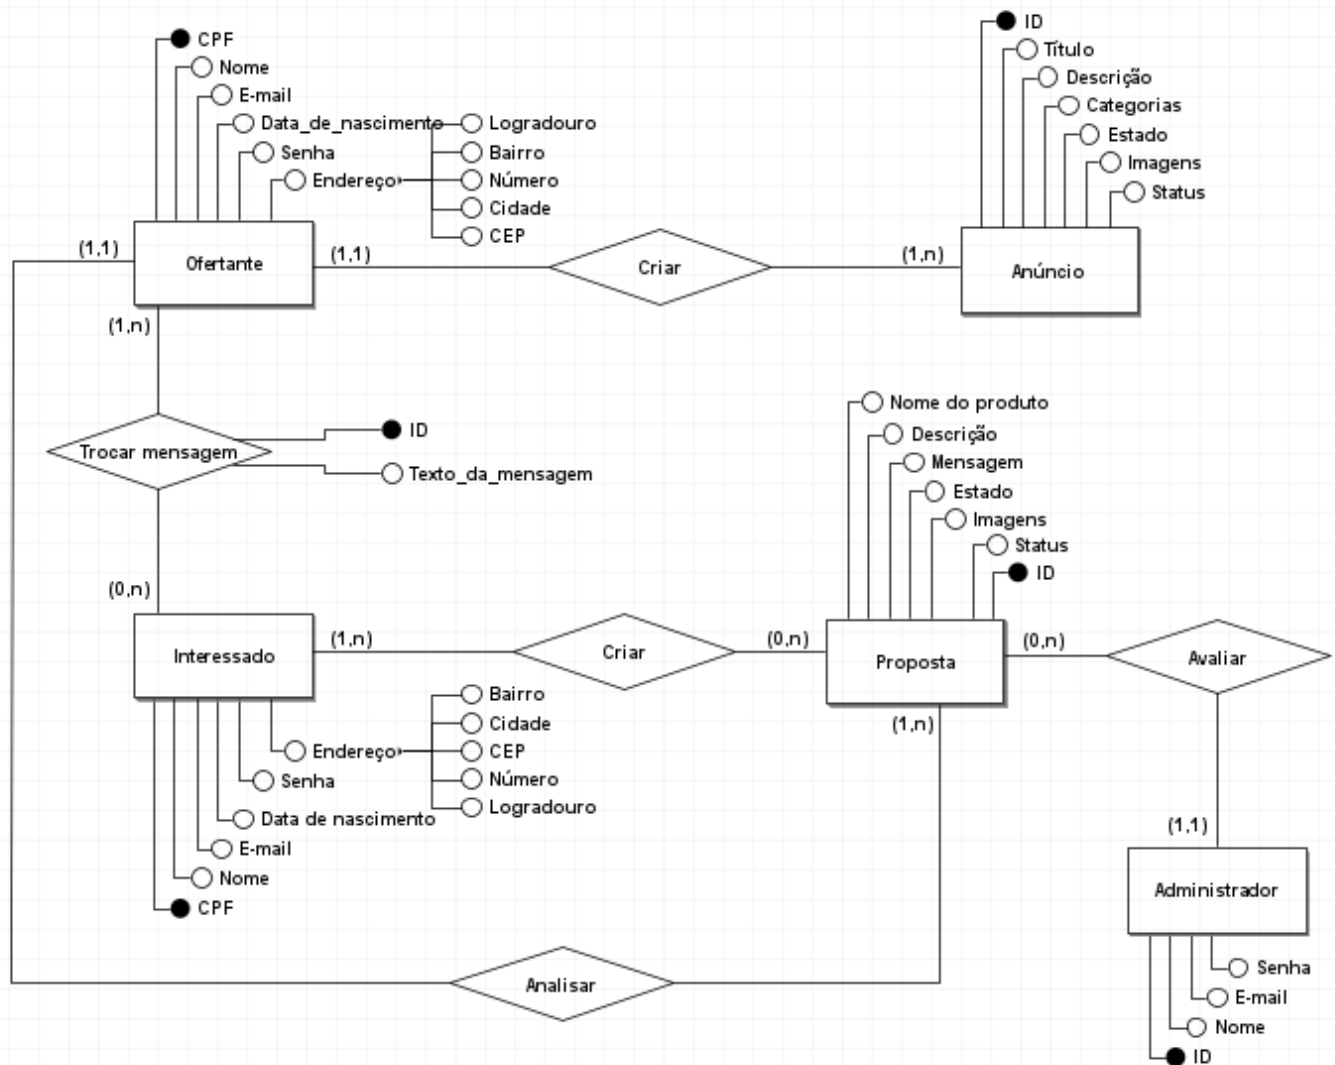 CPF
Nome
E-mail
Data_de_nascimento
Senha
Endereço
Logradouro
Bairro
Número
Cidade
CEP
ID
Título
Descrição
Categorias
Estado
Imagens
Status
(1,1)
Ofertante
(1,1)
Criar
(1,n)
Anúncio
(1,n)
Trocar mensagem
ID
Texto_da_mensagem
Nome do produto
Descrição
Mensagem
Estado
Imagens
Status
ID
(0,n)
Interessado
(1,n)
Criar
(0,n)
Proposta
(0,n)
Avaliar
(1,n)
Endereço
Bairro
Cidade
CEP
Número
Logradouro
Senha
Data de nascimento
E-mail
Nome
CPF
(1,1)
Administrador
Senha
E-mail
Nome
ID
Analisar